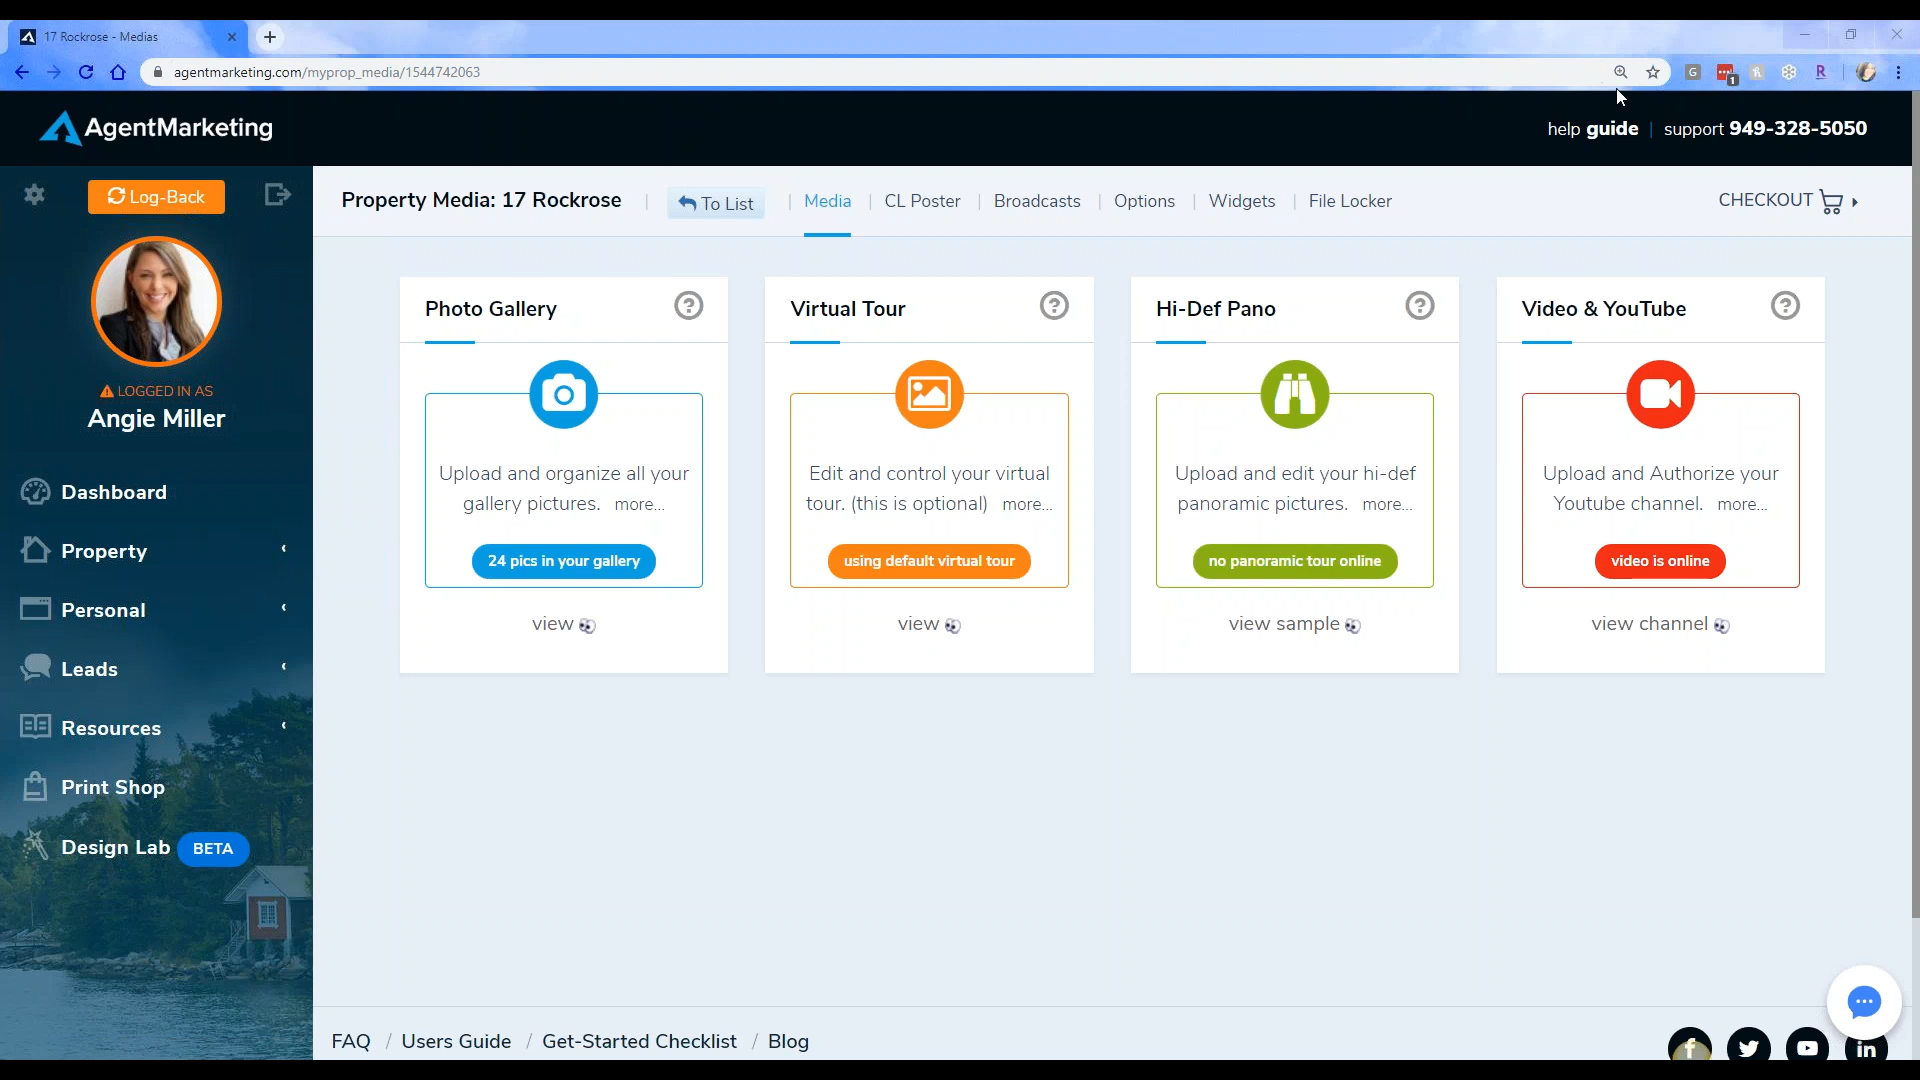 17 Rockrose - Medias
agentmarketing.com/myprop_media/1544742063
G
1
R
AgentMarketing
help guide | support 949-328-5050
Log-Back
LOGGED IN AS
Angie Miller
Dashboard
Property
Personal
Leads
Resources
Print Shop
Design Lab BETA
Property Media: 17 Rockrose | To List | Media | CL Poster | Broadcasts | Options | Widgets | File Locker
CHECKOUT
Photo Gallery ?
Upload and organize all your
gallery pictures. more...
24 pics in your gallery
view
Virtual Tour ?
Edit and control your virtual
tour. (this is optional) more...
using default virtual tour
view
Hi-Def Pano ?
Upload and edit your hi-def
panoramic pictures. more...
no panoramic tour online
view sample
Video & YouTube ?
Upload and Authorize your
Youtube channel. more...
video is online
view channel
FAQ / Users Guide / Get-Started Checklist / Blog
f
in